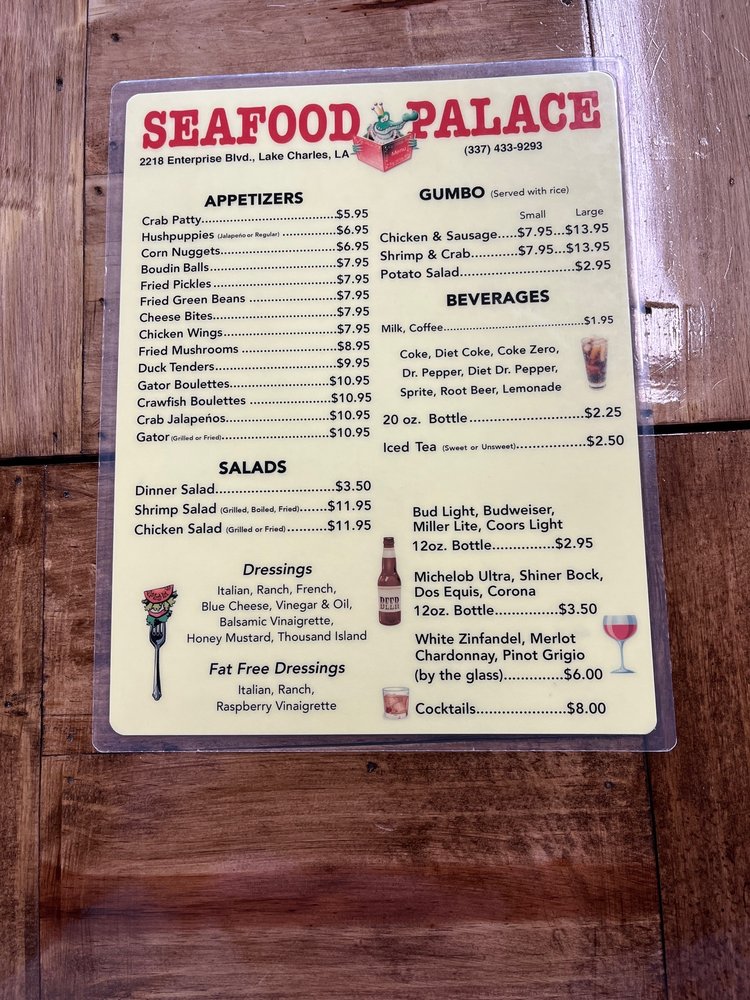 SEAFOOD PALACE
2218 Enterprise Blvd., Lake Charles, LA
(337) 433-9293
Menu
APPETIZERS
Crab Patty.......$5.95
Hushpuppies (Jalapeño or Regular) .......$6.95
Corn Nuggets.......$6.95
Boudin Balls.......$7.95
Fried Pickles .......$7.95
Fried Green Beans .......$7.95
Cheese Bites.......$7.95
Chicken Wings.......$7.95
Fried Mushrooms .......$8.95
Duck Tenders.......$9.95
Gator Boulettes.......$10.95
Crawfish Boulettes .......$10.95
Crab Jalapeños.......$10.95
Gator (Grilled or Fried).......$10.95
SALADS
Dinner Salad.......$3.50
Shrimp Salad (Grilled, Boiled, Fried).......$11.95
Chicken Salad (Grilled or Fried).......$11.95
Dressings
Italian, Ranch, French,
Blue Cheese, Vinegar & Oil,
Balsamic Vinaigrette,
Honey Mustard, Thousand Island
Fat Free Dressings
Italian, Ranch,
Raspberry Vinaigrette
GUMBO (Served with rice)
Small Large
Chicken & Sausage.....$7.95...$13.95
Shrimp & Crab.......$7.95...$13.95
Potato Salad.......$2.95
BEVERAGES
Milk, Coffee.......$1.95
Coke, Diet Coke, Coke Zero,
Dr. Pepper, Diet Dr. Pepper,
Sprite, Root Beer, Lemonade
20 oz. Bottle.......$2.25
Iced Tea (Sweet or Unsweet).......$2.50
Bud Light, Budweiser,
Miller Lite, Coors Light
12oz. Bottle.......$2.95
BEER
Michelob Ultra, Shiner Bock,
Dos Equis, Corona
12oz. Bottle.......$3.50
White Zinfandel, Merlot
Chardonnay, Pinot Grigio
(by the glass).......$6.00
Cocktails.......$8.00